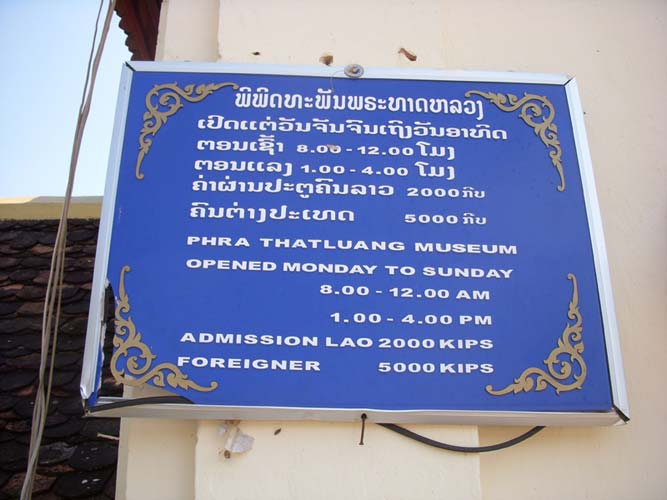 ພິພິດທະພັນພຣະທາດຫລວງ
ເປີດແຕ່ວັນຈັນຈົນເຖິງວັນອາທິດ
ຕອນເຊົ້າ 8.00 - 12.00 ໂມງ
ຕອນແລງ 1.00 - 4.00 ໂມງ
ຄ່າຜ່ານປະຕູຄົນລາວ 2000 ກີບ
ຄົນຕ່າງປະເທດ 5000 ກີບ
PHRA THATLUANG MUSEUM
OPENED MONDAY TO SUNDAY
8.00 - 12.00 AM
1.00 - 4.00 PM
ADMISSION LAO 2000 KIPS
FOREIGNER 5000 KIPS